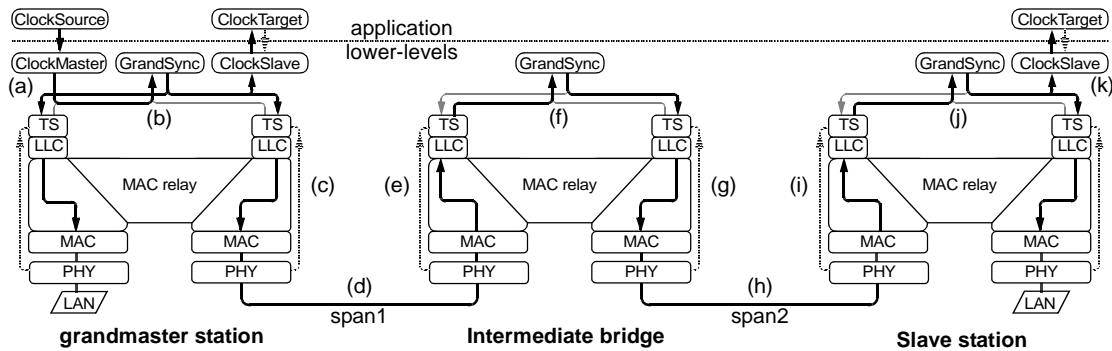 ClockSource ClockTarget application ClockTarget
lower-levels
ClockMaster GrandSync ClockSlave GrandSync GrandSync ClockSlave
(a) (b) (f) (j) (k)
TS TS TS TS TS TS
LLC LLC LLC LLC LLC LLC
MAC relay (c) (e) MAC relay (g) (i) MAC relay
MAC MAC MAC MAC MAC MAC
PHY PHY PHY PHY PHY PHY
(d) (h)
LAN span1 span2 LAN
grandmaster station Intermediate bridge Slave station